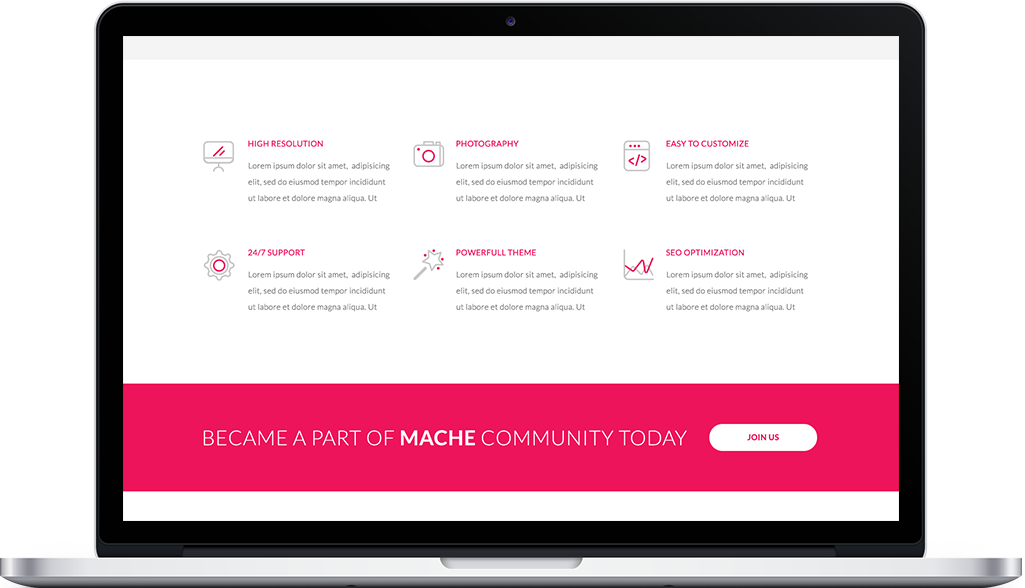 HIGH RESOLUTION
Lorem ipsum dolor sit amet, adipisicing
elit, sed do eiusmod tempor incididunt
ut labore et dolore magna aliqua. Ut
PHOTOGRAPHY
Lorem ipsum dolor sit amet, adipisicing
elit, sed do eiusmod tempor incididunt
ut labore et dolore magna aliqua. Ut
EASY TO CUSTOMIZE
Lorem ipsum dolor sit amet, adipisicing
elit, sed do eiusmod tempor incididunt
ut labore et dolore magna aliqua. Ut
24/7 SUPPORT
Lorem ipsum dolor sit amet, adipisicing
elit, sed do eiusmod tempor incididunt
ut labore et dolore magna aliqua. Ut
POWERFULL THEME
Lorem ipsum dolor sit amet, adipisicing
elit, sed do eiusmod tempor incididunt
ut labore et dolore magna aliqua. Ut
SEO OPTIMIZATION
Lorem ipsum dolor sit amet, adipisicing
elit, sed do eiusmod tempor incididunt
ut labore et dolore magna aliqua. Ut
BECAME A PART OF MACHE COMMUNITY TODAY
JOIN US